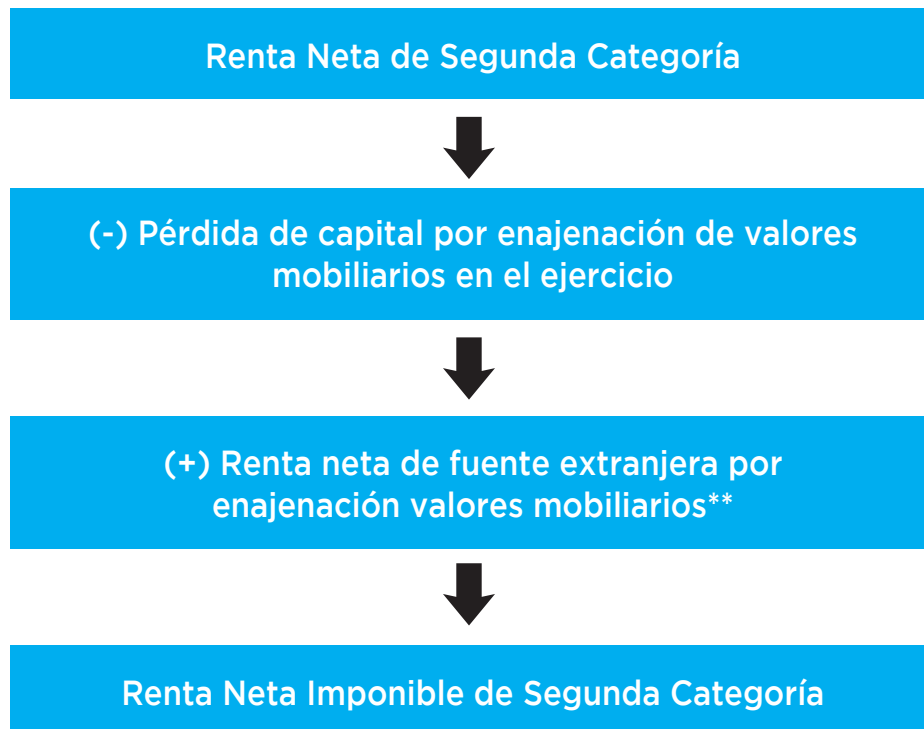 Renta Neta de Segunda Categoría
(-) Pérdida de capital por enajenación de valores
mobiliarios en el ejercicio
(+) Renta neta de fuente extranjera por
enajenación valores mobiliarios**
Renta Neta Imponible de Segunda Categoría